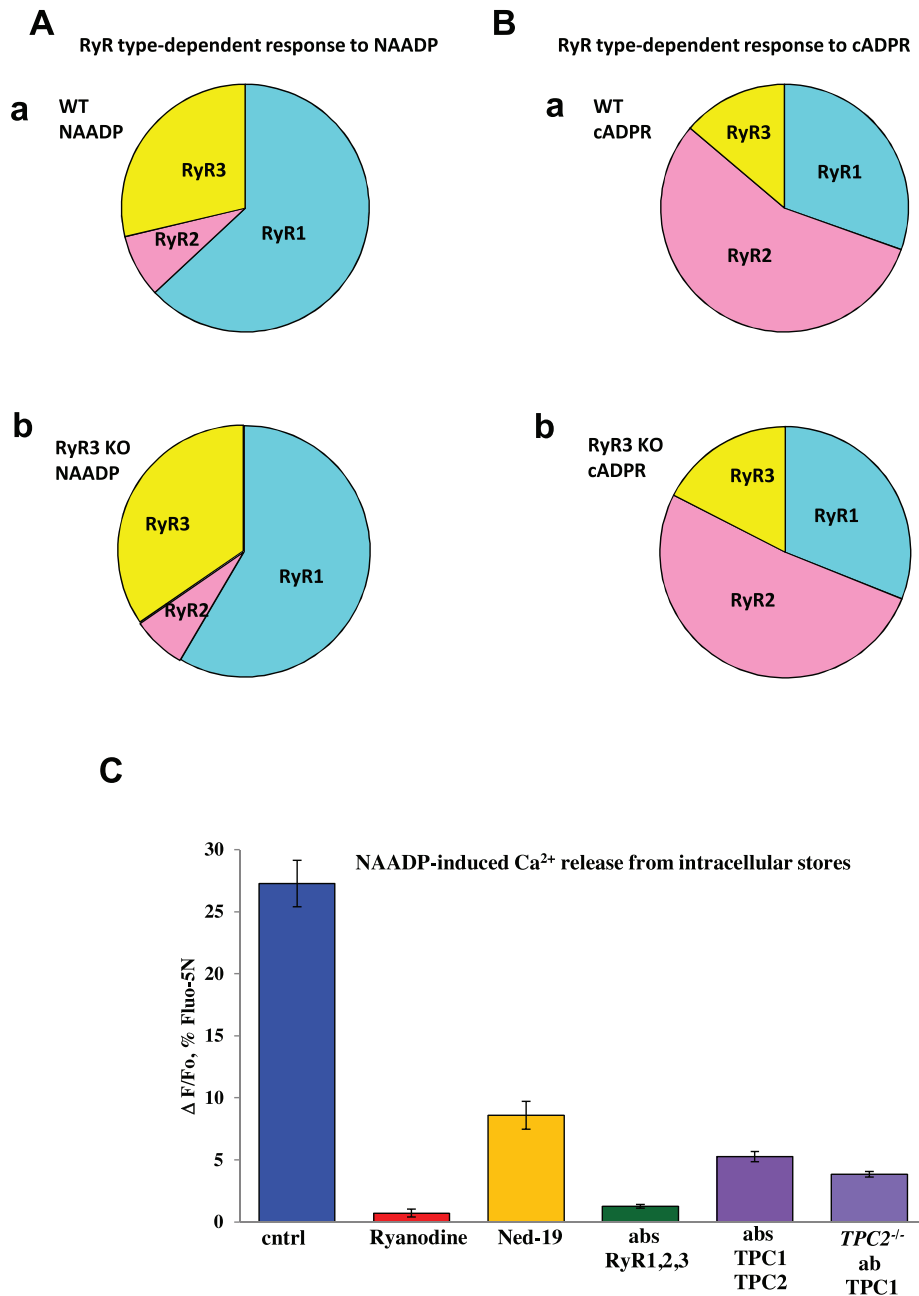 A
RyR type-dependent response to NAADP
a
WT
NAADP
RyR3
RyR2
RyR1
b
RyR3 KO
NAADP
RyR3
RyR2
RyR1
B
RyR type-dependent response to cADPR
a
WT
cADPR
RyR3
RyR1
RyR2
b
RyR3 KO
cADPR
RyR3
RyR1
RyR2
C
NAADP-induced Ca²⁺ release from intracellular stores
Δ F/Fo, % Fluo-5N
30
25
20
15
10
5
0
cntrl
Ryanodine
Ned-19
abs
RyR1,2,3
abs
TPC1
TPC2
TPC2⁻/⁻
ab
TPC1